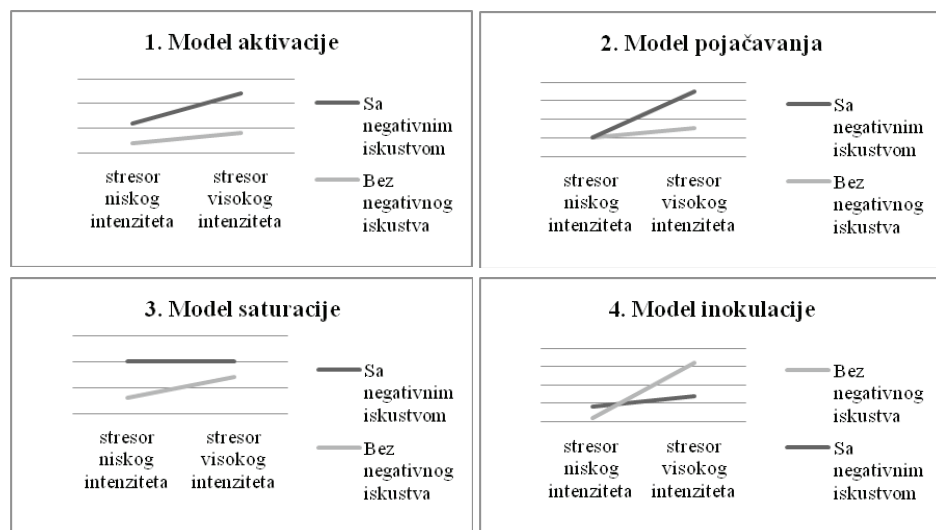 1. Model aktivacije
Sa
negativnim
iskustvom
Bez
negativnog
iskustva
stresor
niskog
intenziteta
stresor
visokog
intenziteta
2. Model pojačavanja
Sa
negativnim
iskustvom
Bez
negativnog
iskustva
stresor
niskog
intenziteta
stresor
visokog
intenziteta
3. Model saturacije
Sa
negativnim
iskustvom
Bez
negativnog
iskustva
stresor
niskog
intenziteta
stresor
visokog
intenziteta
4. Model inokulacije
Bez
negativnog
iskustva
Sa
negativnim
iskustvom
stresor
niskog
intenziteta
stresor
visokog
intenziteta